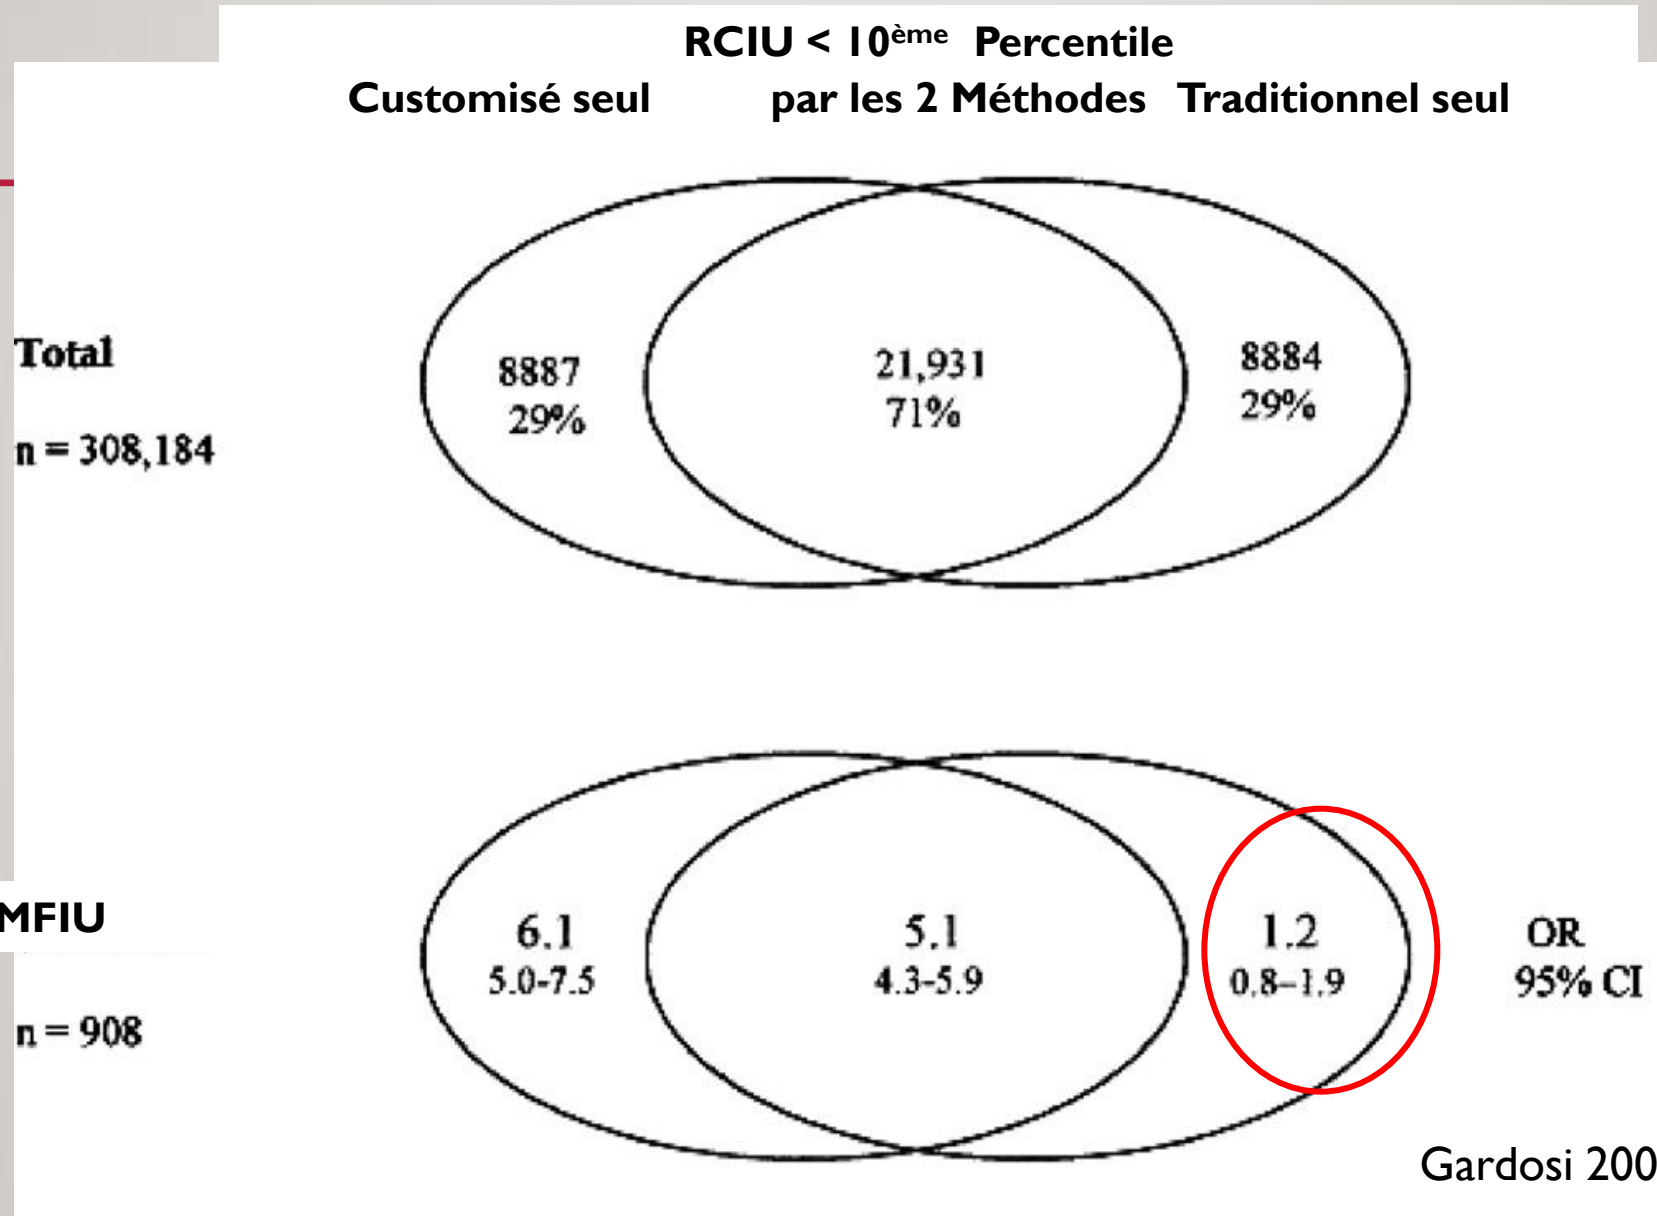 RCIU < 10ème Percentile
Customisé seul par les 2 Méthodes Traditionnel seul
Total
n = 308,184
8887
29%
21,931
71%
8884
29%
MFIU
n = 908
6.1
5.0-7.5
5.1
4.3-5.9
1.2
0.8–1.9
OR
95% CI
Gardosi 200